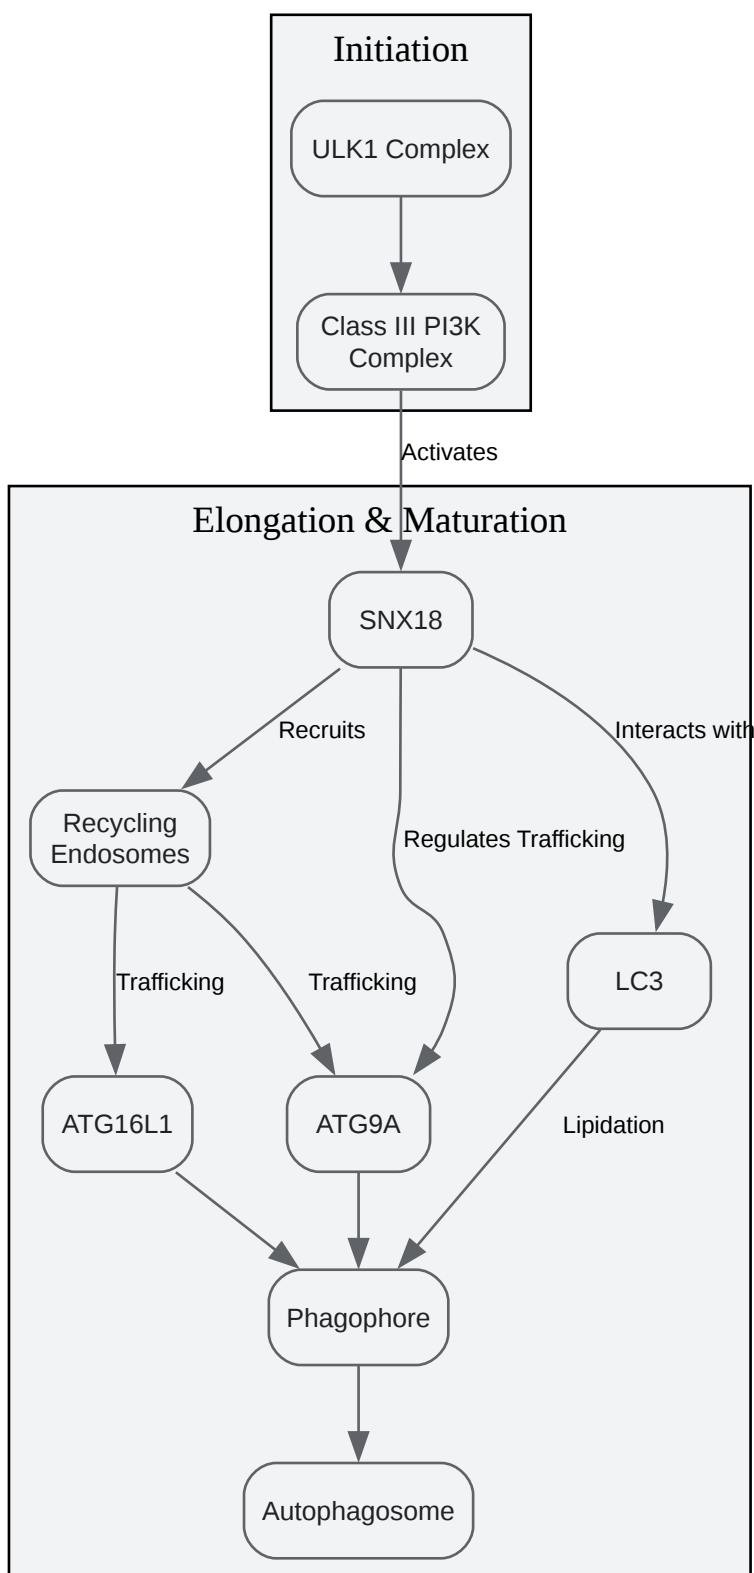 Initiation
ULK1 Complex
Class III PI3K
Complex
Activates
Elongation & Maturation
SNX18
Recruits
Interacts with
Recycling
Endosomes
Regulates Trafficking
Trafficking
Trafficking
LC3
ATG16L1
ATG9A
Lipidation
Phagophore
Autophagosome